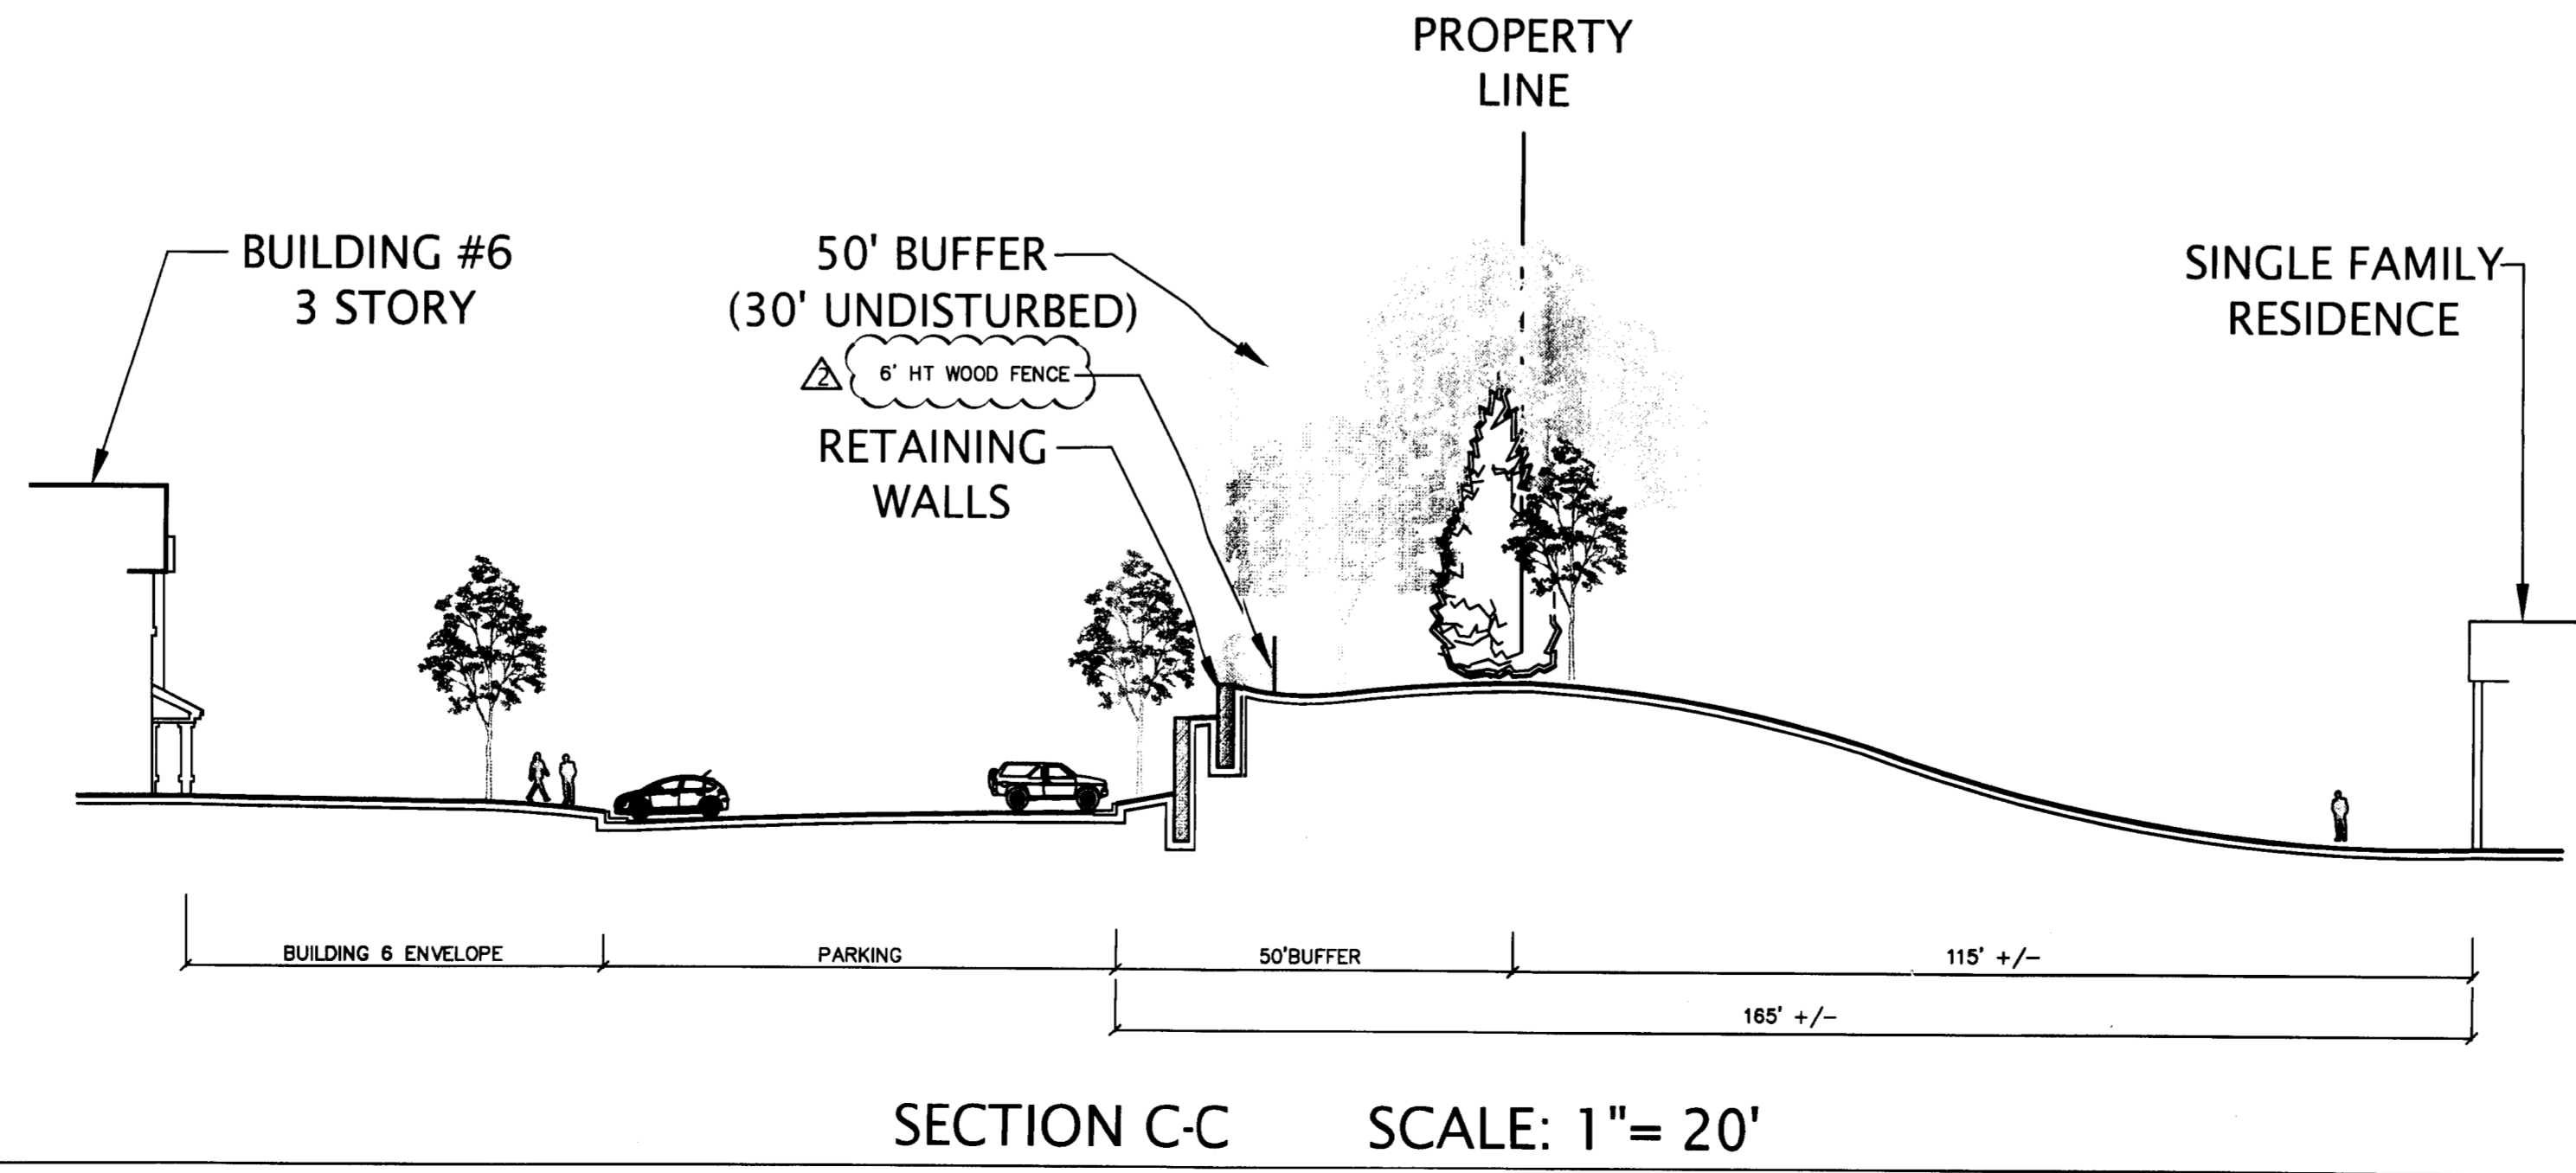 PROPERTY
LINE
BUILDING #6
3 STORY
50' BUFFER
(30' UNDISTURBED)
2
6' HT WOOD FENCE
RETAINING
WALLS
SINGLE FAMILY
RESIDENCE
BUILDING 6 ENVELOPE
PARKING
50'BUFFER
115' +/-
165' +/-
SECTION C-C SCALE: 1"= 20'